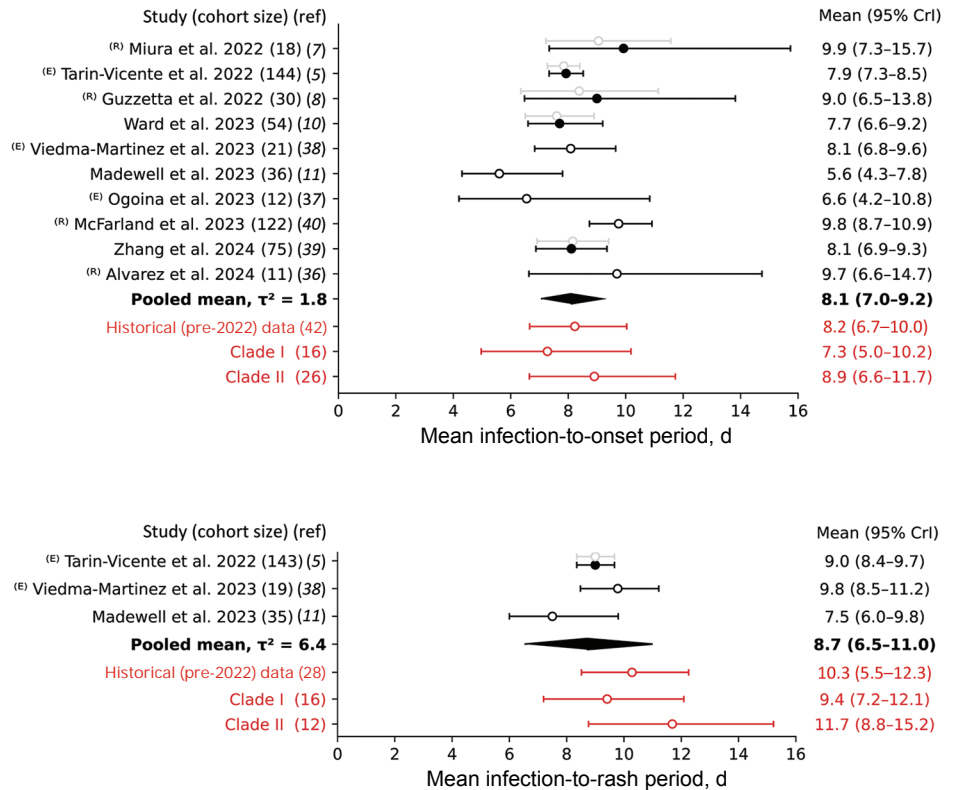 Study (cohort size) (ref) Mean (95% CrI)
(R) Miura et al. 2022 (18) (7) 9.9 (7.3–15.7)
(E) Tarin-Vicente et al. 2022 (144) (5) 7.9 (7.3–8.5)
(R) Guzzetta et al. 2022 (30) (8) 9.0 (6.5–13.8)
Ward et al. 2023 (54) (10) 7.7 (6.6–9.2)
(E) Viedma-Martinez et al. 2023 (21) (38) 8.1 (6.8–9.6)
Madewell et al. 2023 (36) (11) 5.6 (4.3–7.8)
(E) Ogoina et al. 2023 (12) (37) 6.6 (4.2–10.8)
(R) McFarland et al. 2023 (122) (40) 9.8 (8.7–10.9)
Zhang et al. 2024 (75) (39) 8.1 (6.9–9.3)
(R) Alvarez et al. 2024 (11) (36) 9.7 (6.6–14.7)
Pooled mean, τ² = 1.8 8.1 (7.0–9.2)
Historical (pre-2022) data (42) 8.2 (6.7–10.0)
Clade I (16) 7.3 (5.0–10.2)
Clade II (26) 8.9 (6.6–11.7)
0 2 4 6 8 10 12 14 16
Mean infection-to-onset period, d
Study (cohort size) (ref) Mean (95% CrI)
(E) Tarin-Vicente et al. 2022 (143) (5) 9.0 (8.4–9.7)
(E) Viedma-Martinez et al. 2023 (19) (38) 9.8 (8.5–11.2)
Madewell et al. 2023 (35) (11) 7.5 (6.0–9.8)
Pooled mean, τ² = 6.4 8.7 (6.5–11.0)
Historical (pre-2022) data (28) 10.3 (5.5–12.3)
Clade I (16) 9.4 (7.2–12.1)
Clade II (12) 11.7 (8.8–15.2)
0 2 4 6 8 10 12 14 16
Mean infection-to-rash period, d